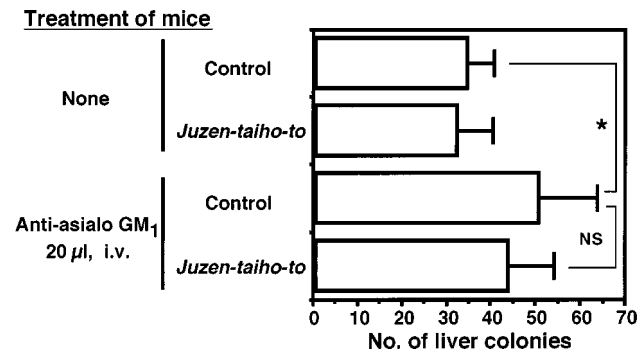 Treatment of mice
None
Control
Juzen-taiho-to
*
Anti-asialo GM1
20 µl, i.v.
Control
Juzen-taiho-to
NS
0 10 20 30 40 50 60 70
No. of liver colonies